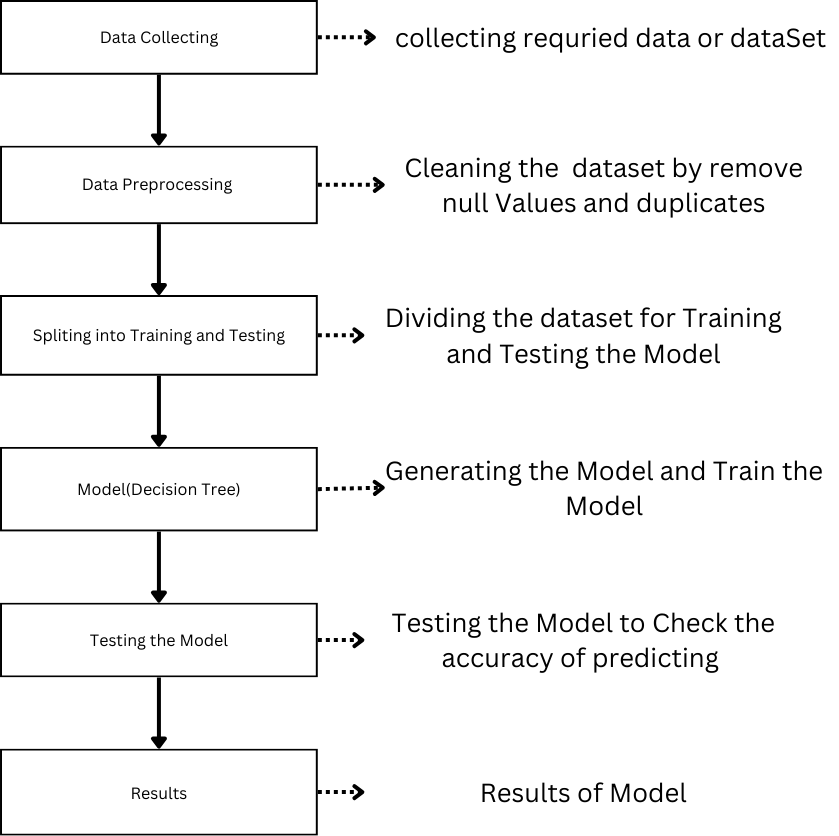 Data Collecting
collecting requried data or dataSet
Data Preprocessing
Cleaning the  dataset by remove
null Values and duplicates
Spliting into Training and Testing
Dividing the dataset for Training
and Testing the Model
Model(Decision Tree)
Generating the Model and Train the
Model
Testing the Model
Testing the Model to Check the
accuracy of predicting
Results
Results of Model